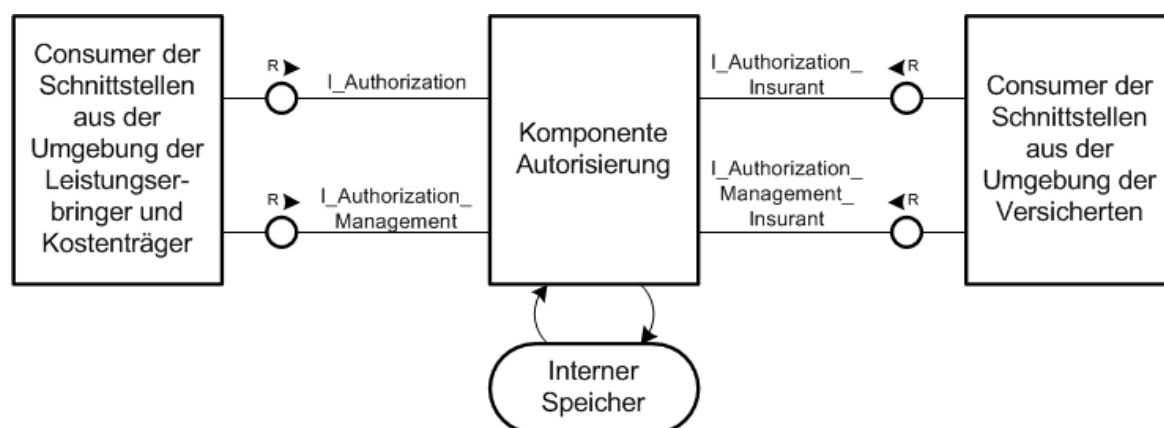 Consumer der
Schnittstellen
aus der
Umgebung der
Leistungser-
bringer und
Kostenträger
R
I_Authorization
R
I_Authorization_
Management
Komponente
Autorisierung
I_Authorization_
Insurant
R
I_Authorization_
Management_
Insurant
R
Consumer der
Schnittstellen
aus der
Umgebung der
Versicherten
Interner
Speicher